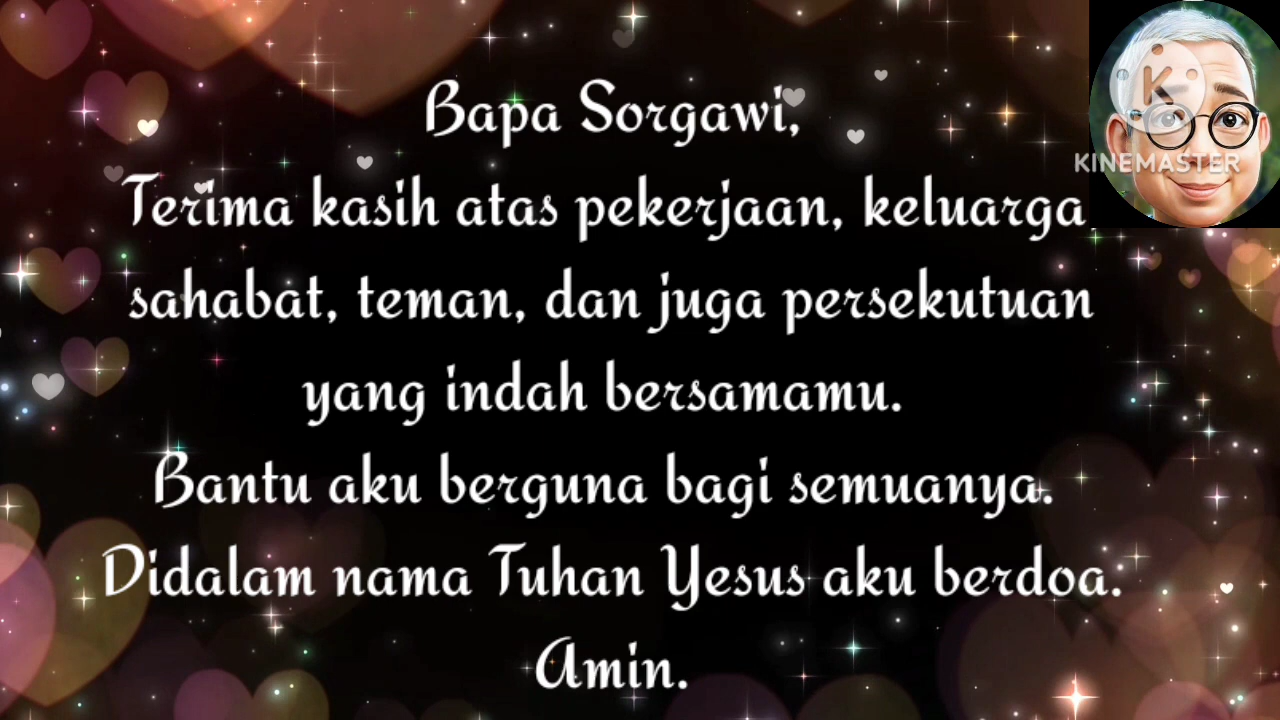 Bapa Sorgawi,
Terima kasih atas pekerjaan, keluarga
sahabat, teman, dan juga persekutuan
yang indah bersamamu.
Bantu aku berguna bagi semuanya.
Didalam nama Tuhan Yesus aku berdoa.
Amin.
K
KINEMASTER